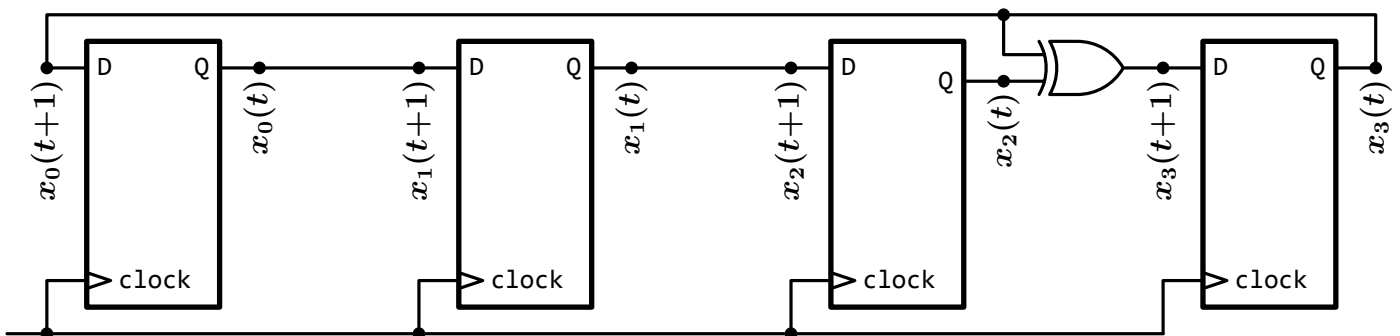 D Q
D Q
D Q
D Q
x₀(t+1)
x₀(t)
x₁(t+1)
x₁(t)
x₂(t+1)
x₂(t)
x₃(t+1)
x₃(t)
clock
clock
clock
clock